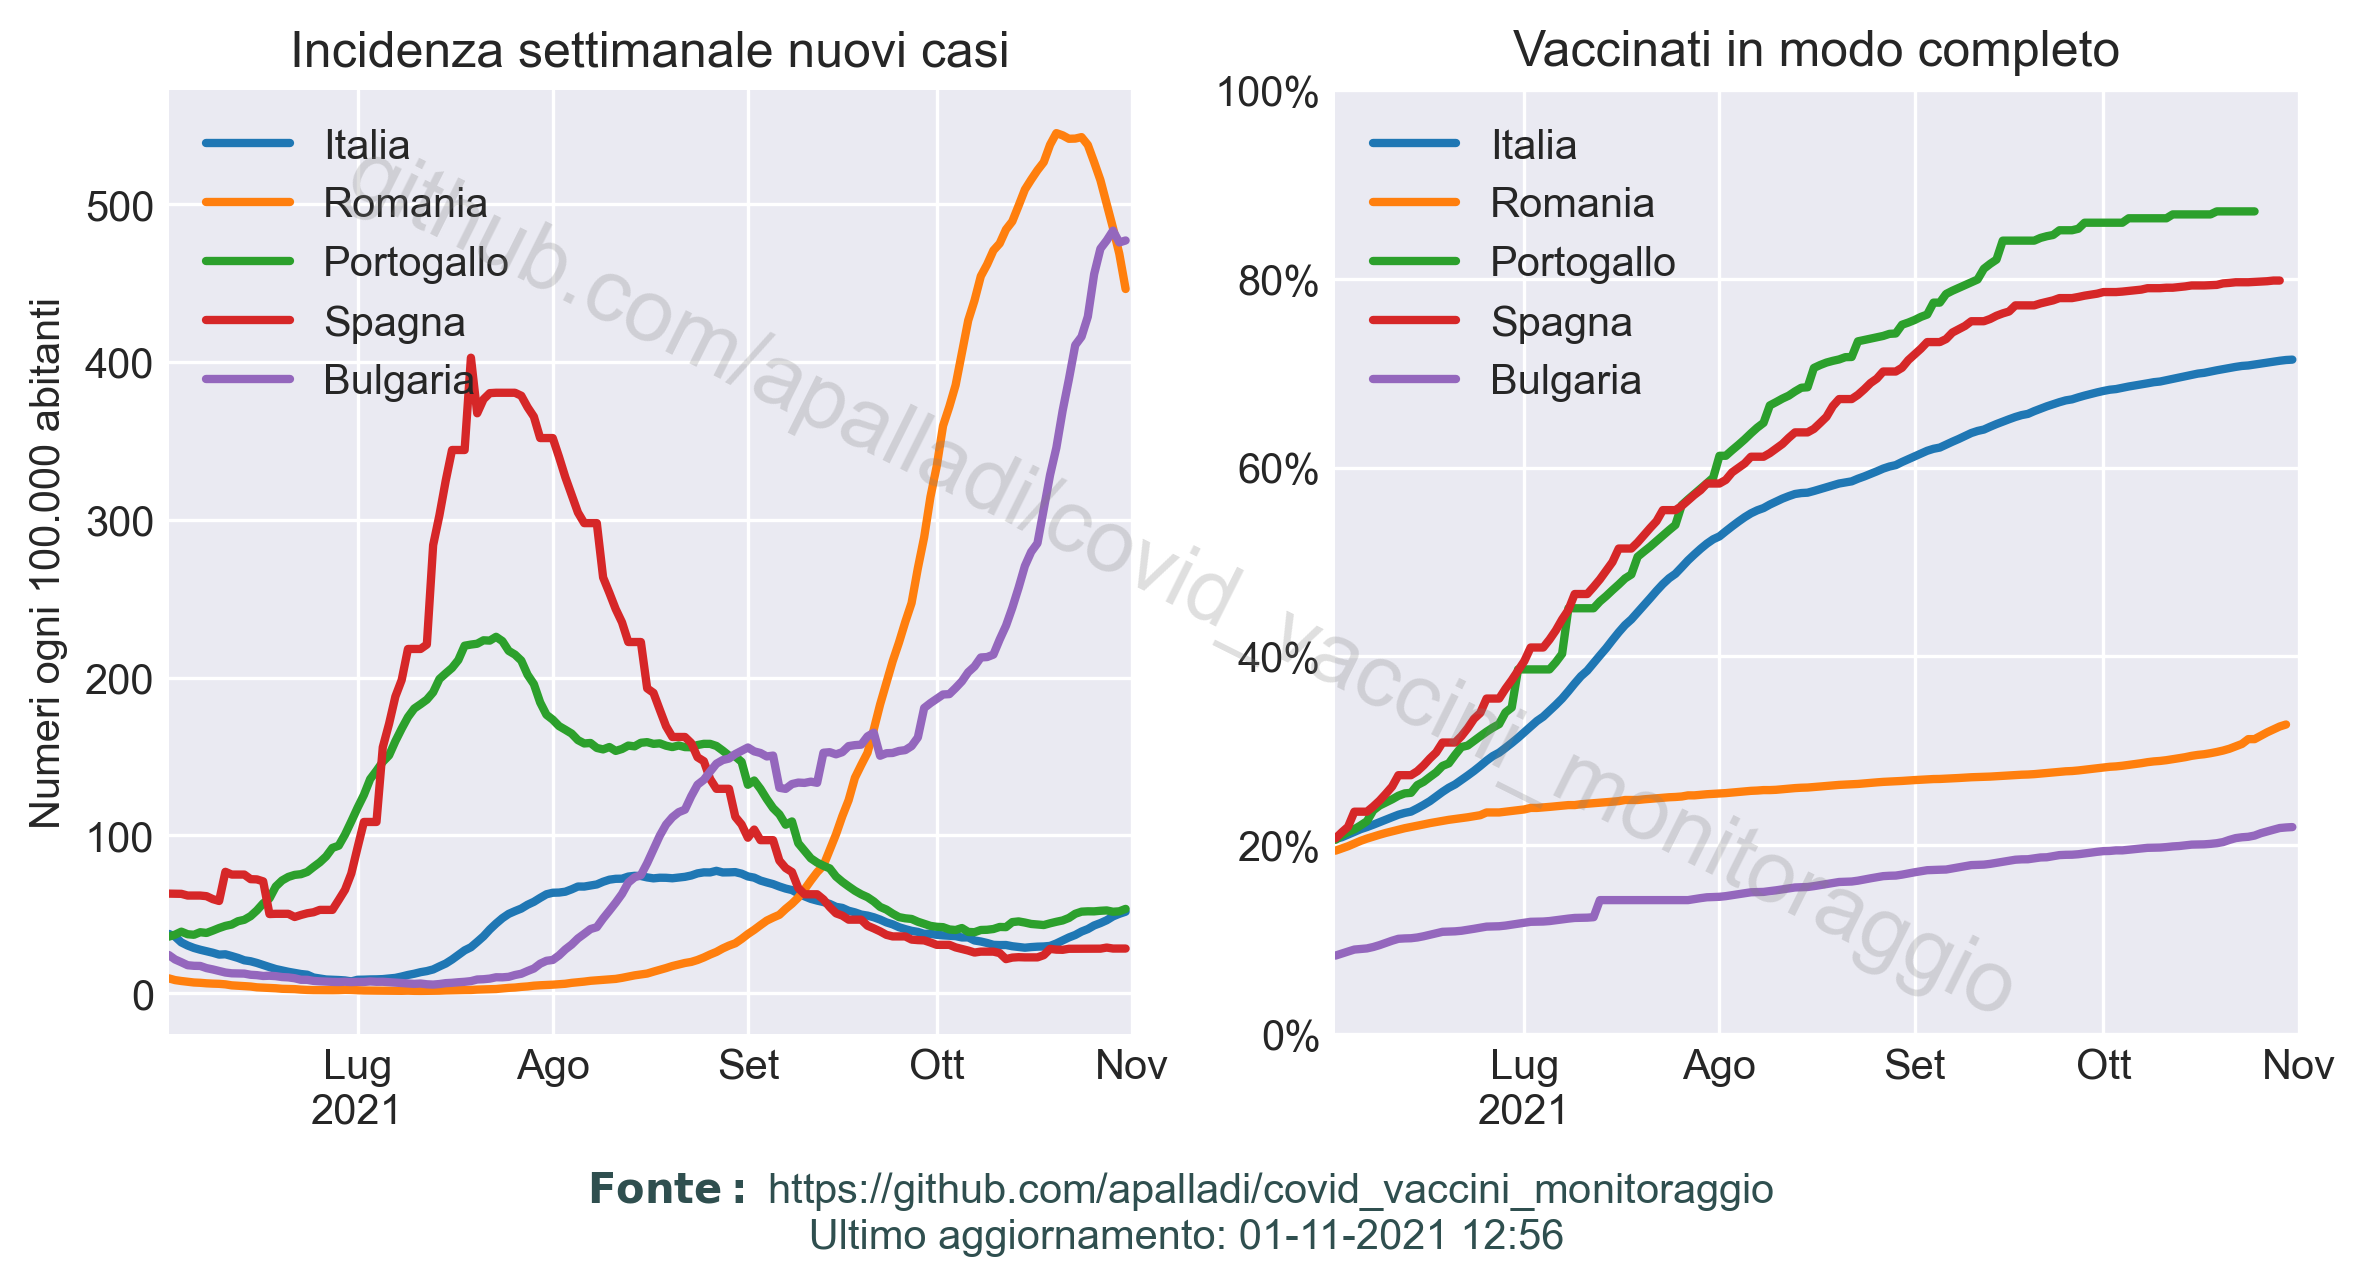 Incidenza settimanale nuovi casi
Numeri ogni 100.000 abitanti
500
400
300
200
100
0
Italia
Romania
Portogallo
Spagna
Bulgaria
Lug
2021
Ago
Set
Ott
Nov
Vaccinati in modo completo
100%
80%
60%
40%
20%
0%
Italia
Romania
Portogallo
Spagna
Bulgaria
Lug
2021
Ago
Set
Ott
Nov
github.com/apalladi/covid_vaccini_monitoraggio
Fonte: https://github.com/apalladi/covid_vaccini_monitoraggio
Ultimo aggiornamento: 01-11-2021 12:56